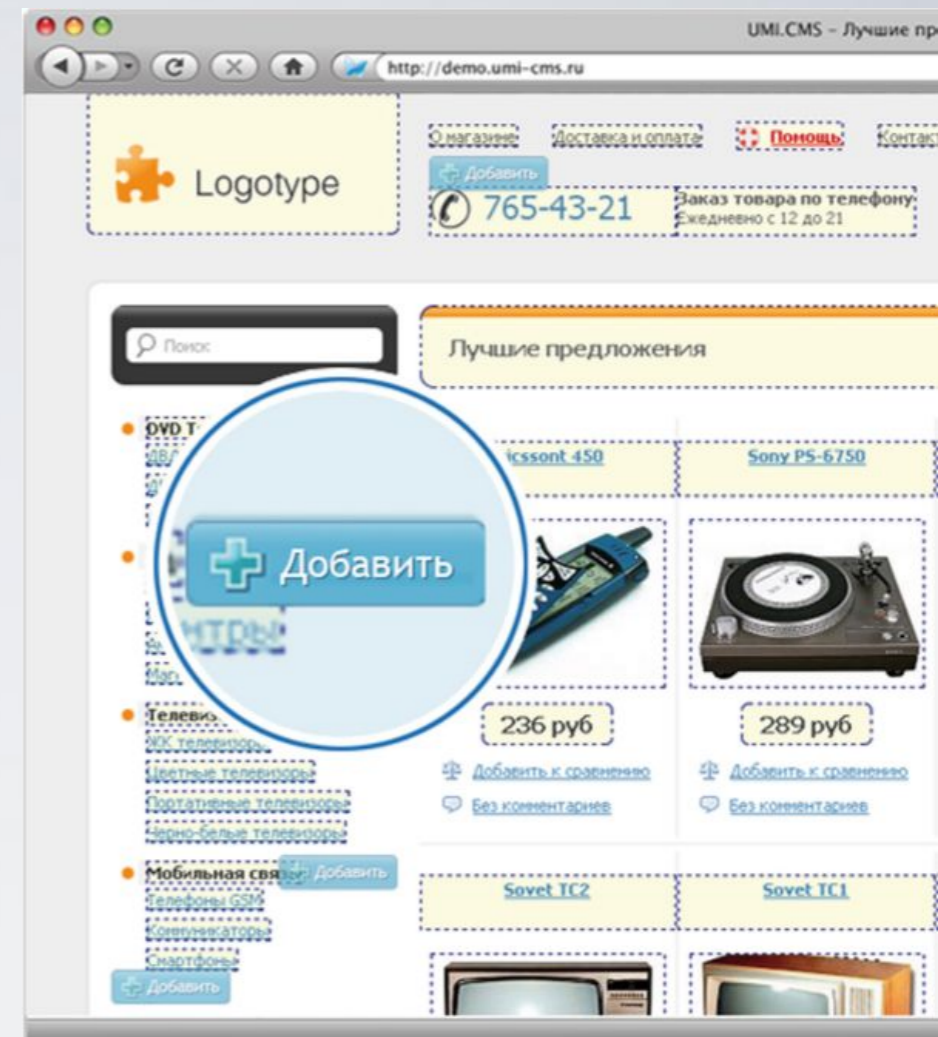 UMI.CMS – Лучшие
http://demo.umi-cms.ru
О магазине Доставка и оплата Помощь
Добавить
Logotype
765-43-21 Заказ товара по телефону
Ежедневно с 12 до 21
Поиск
Лучшие предложения
DVD
450 Sony PS-6750
Добавить
236 руб 289 руб
ЖК телевизоры
Добавить к сравнению Добавить к сравнению
Цветные телевизоры
Без комментариев Без комментариев
Портативные телевизоры
Черно-белые телевизоры
Мобильная Добавить
Телефоны GSM
Sovet TC2 Sovet TC1
Коммуникаторы
Смартфоны
Добавить